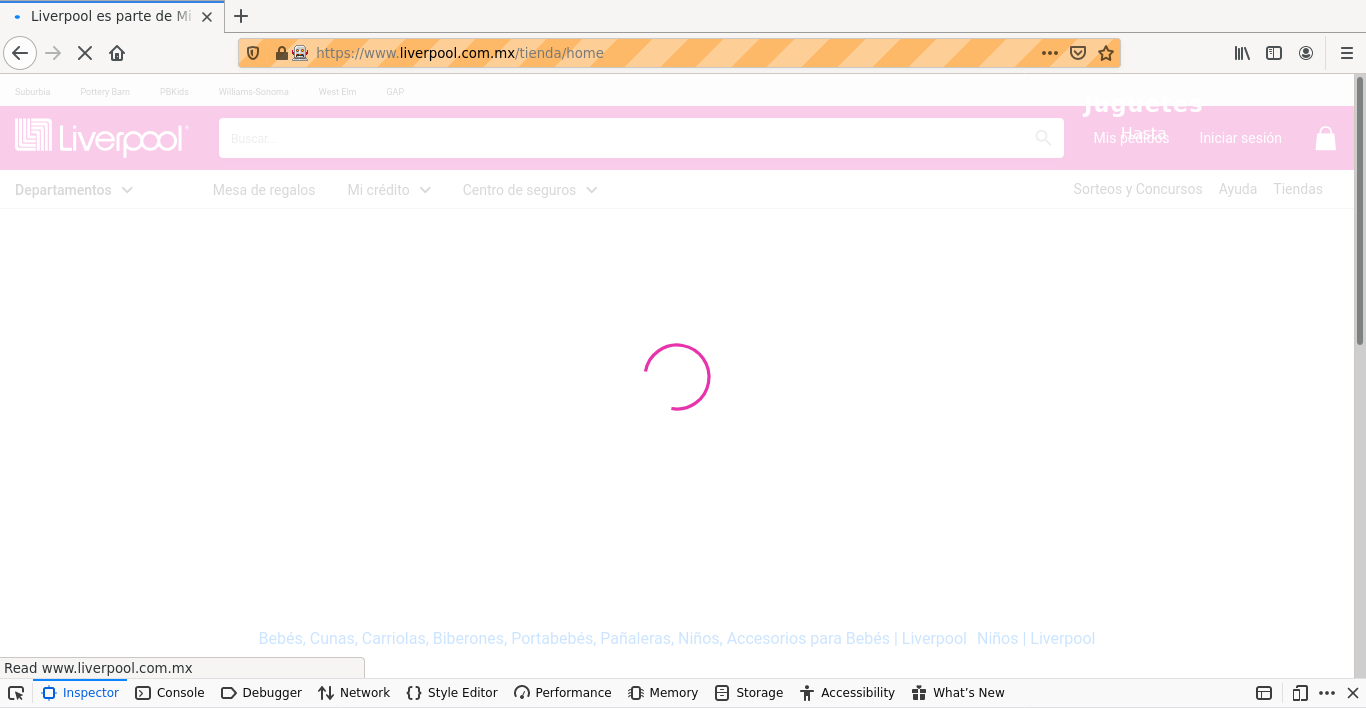 Liverpool es parte de Mi
https://www.liverpool.com.mx/tienda/home
Suburbia Pottery Barn PBKids Williams-Sonoma West Elm GAP
Juguetes
Hasta
Liverpool Buscar... Mis pedidos Iniciar sesión
Departamentos Mesa de regalos Mi crédito Centro de seguros Sorteos y Concursos Ayuda Tiendas
Bebés, Cunas, Carriolas, Biberones, Portabebés, Pañaleras, Niños, Accesorios para Bebés | Liverpool Niños | Liverpool
Read www.liverpool.com.mx
Inspector Console Debugger Network Style Editor Performance Memory Storage Accessibility What's New